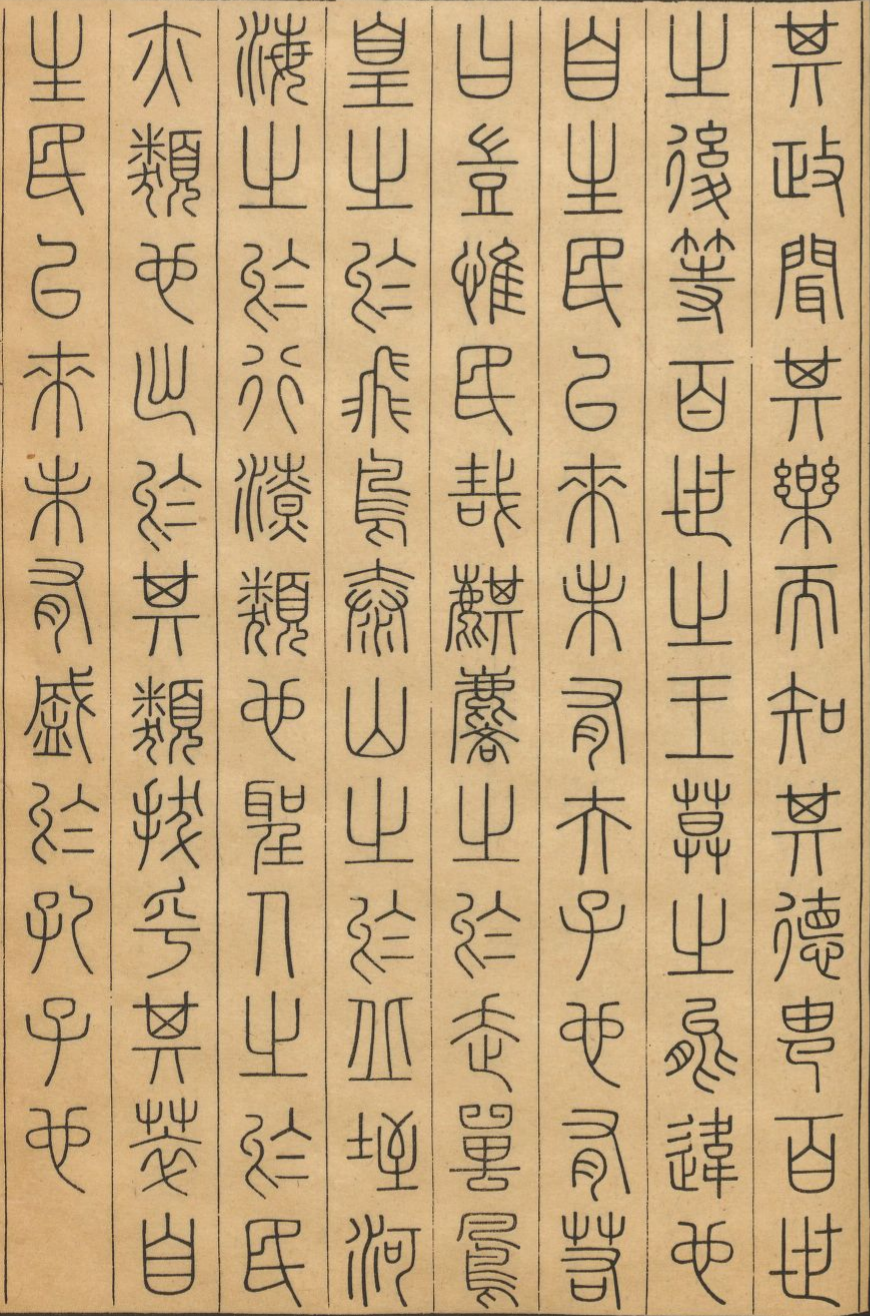 其政聞其樂而知其德甹百世
之後等百世之王莫之能違也
自生民以來未有夫子也有若
曰豈惟民哉麒麐之於走嘼鳳
皇之於飛鳥泰山之於丘垤河
海之於行潦類也聖人之於民
亦類也出於其類拔乎其萃自
生民以來未有盛於孔子也